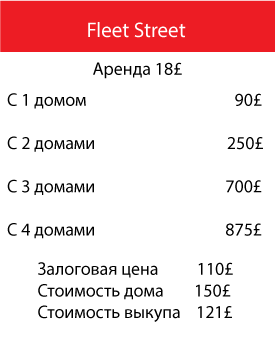 Fleet Street
Аренда 18£
С 1 домом 90£
С 2 домами 250£
С 3 домами 700£
С 4 домами 875£
Залоговая цена 110£
Стоимость дома 150£
Стоимость выкупа 121£